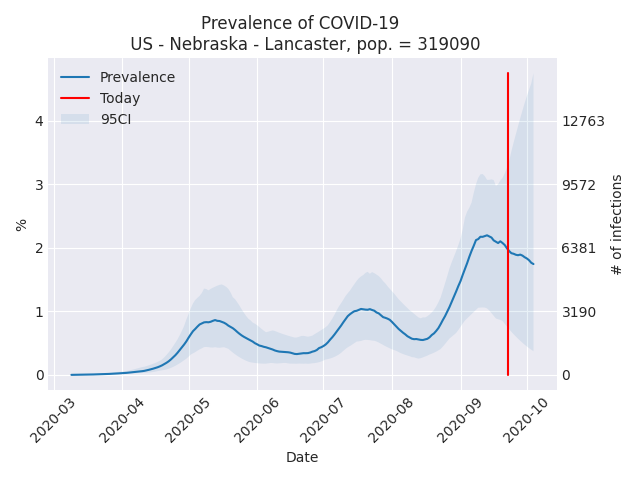 Prevalence of COVID-19
US - Nebraska - Lancaster, pop. = 319090
Prevalence
Today
95CI
4
3
2
1
0
%
12763
9572
6381
3190
0
# of infections
2020-03
2020-04
2020-05
2020-06
2020-07
2020-08
2020-09
2020-10
Date